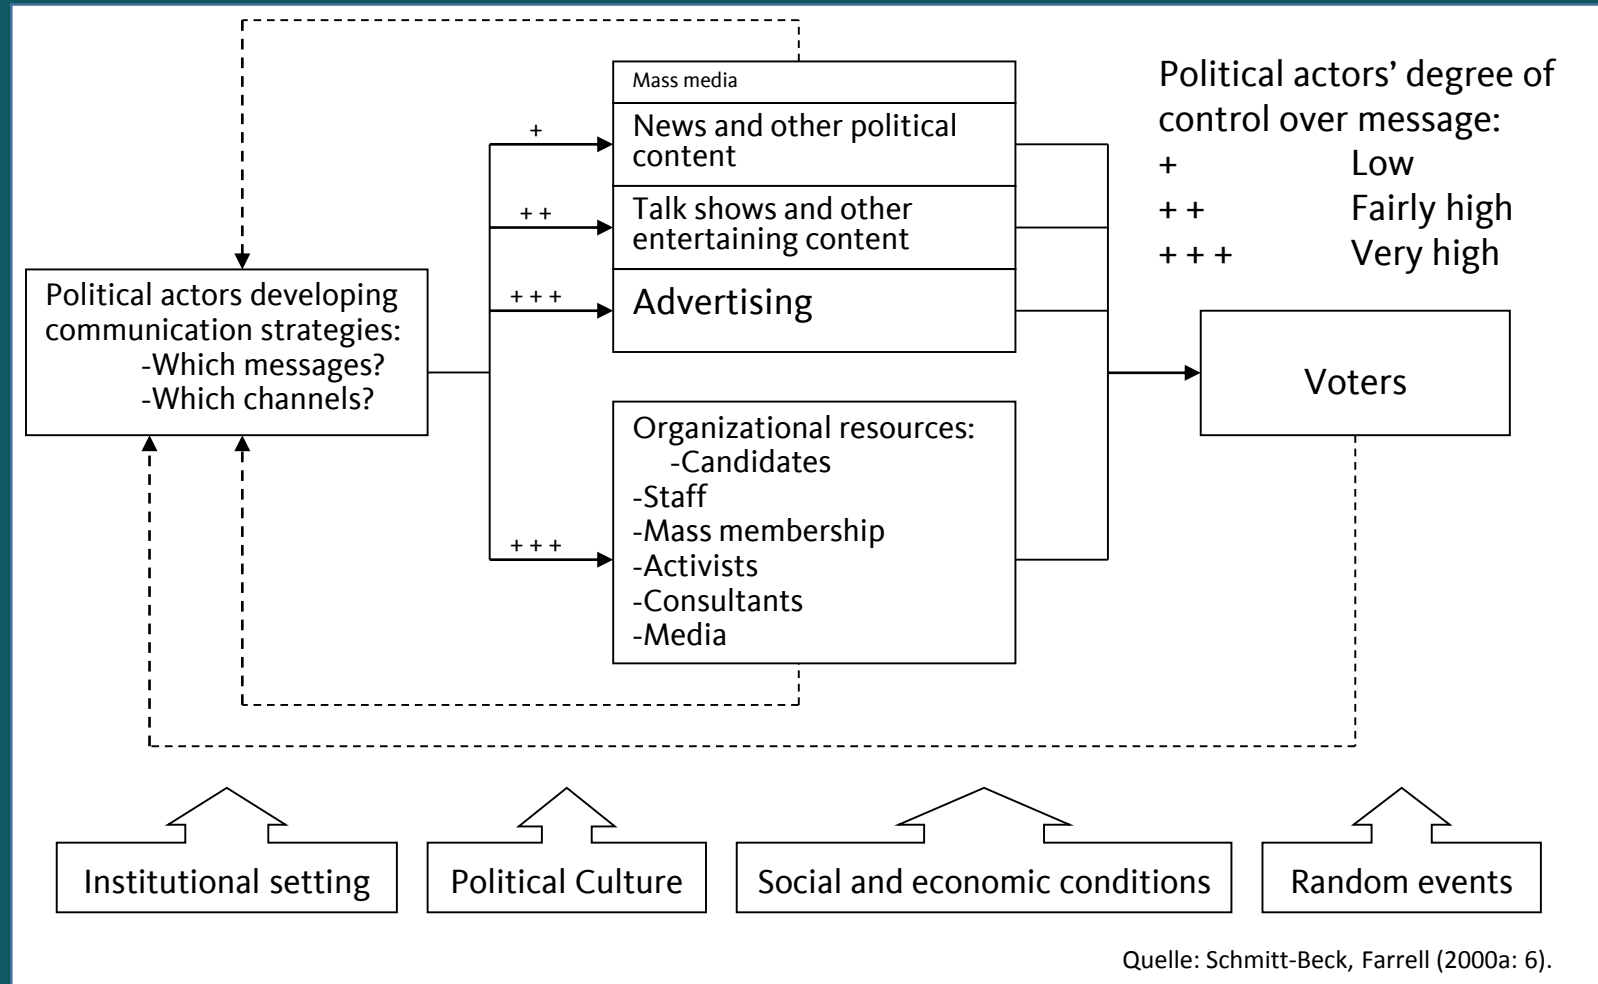 Mass media
News and other political
content
Talk shows and other
entertaining content
Advertising
Political actors’ degree of
control over message:
+ Low
+ + Fairly high
+ + + Very high
+
+ +
+ + +
Political actors developing
communication strategies:
-Which messages?
-Which channels?
Voters
Organizational resources:
-Candidates
-Staff
-Mass membership
-Activists
-Consultants
-Media
+ + +
Institutional setting
Political Culture
Social and economic conditions
Random events
Quelle: Schmitt-Beck, Farrell (2000a: 6).